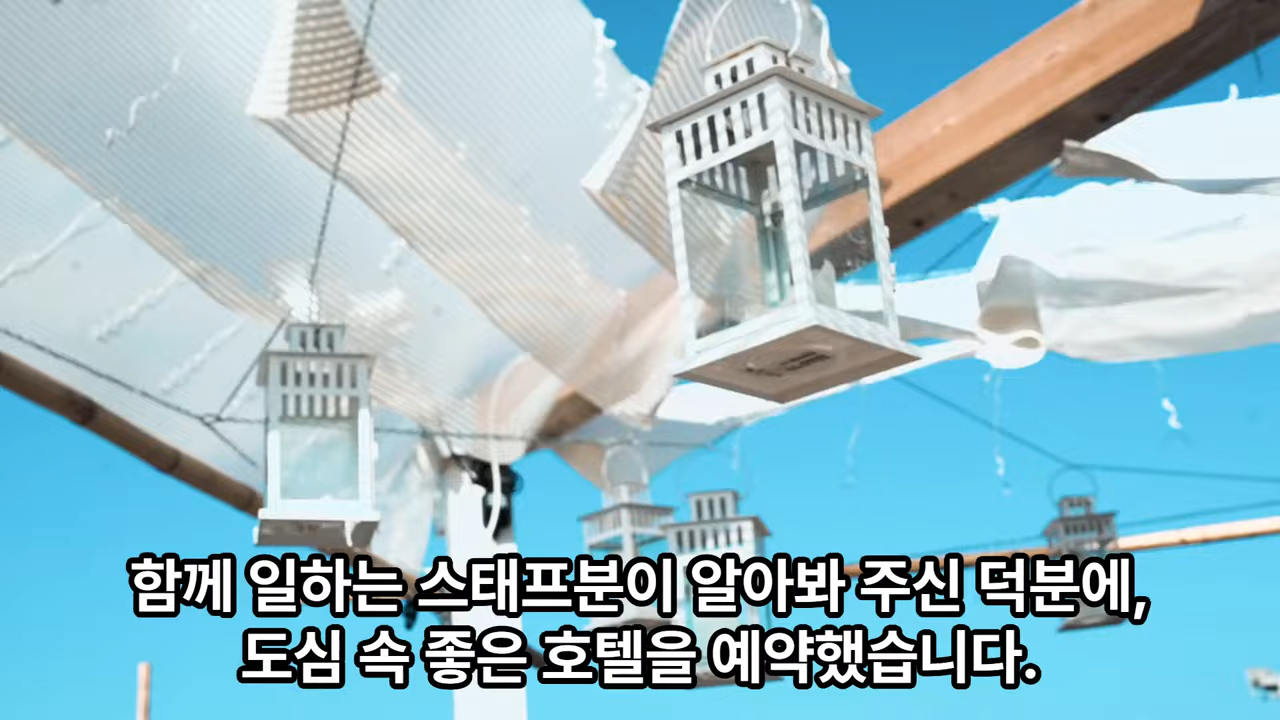 함께 일하는 스태프분이 알아봐 주신 덕분에,
도심 속 좋은 호텔을 예약했습니다.